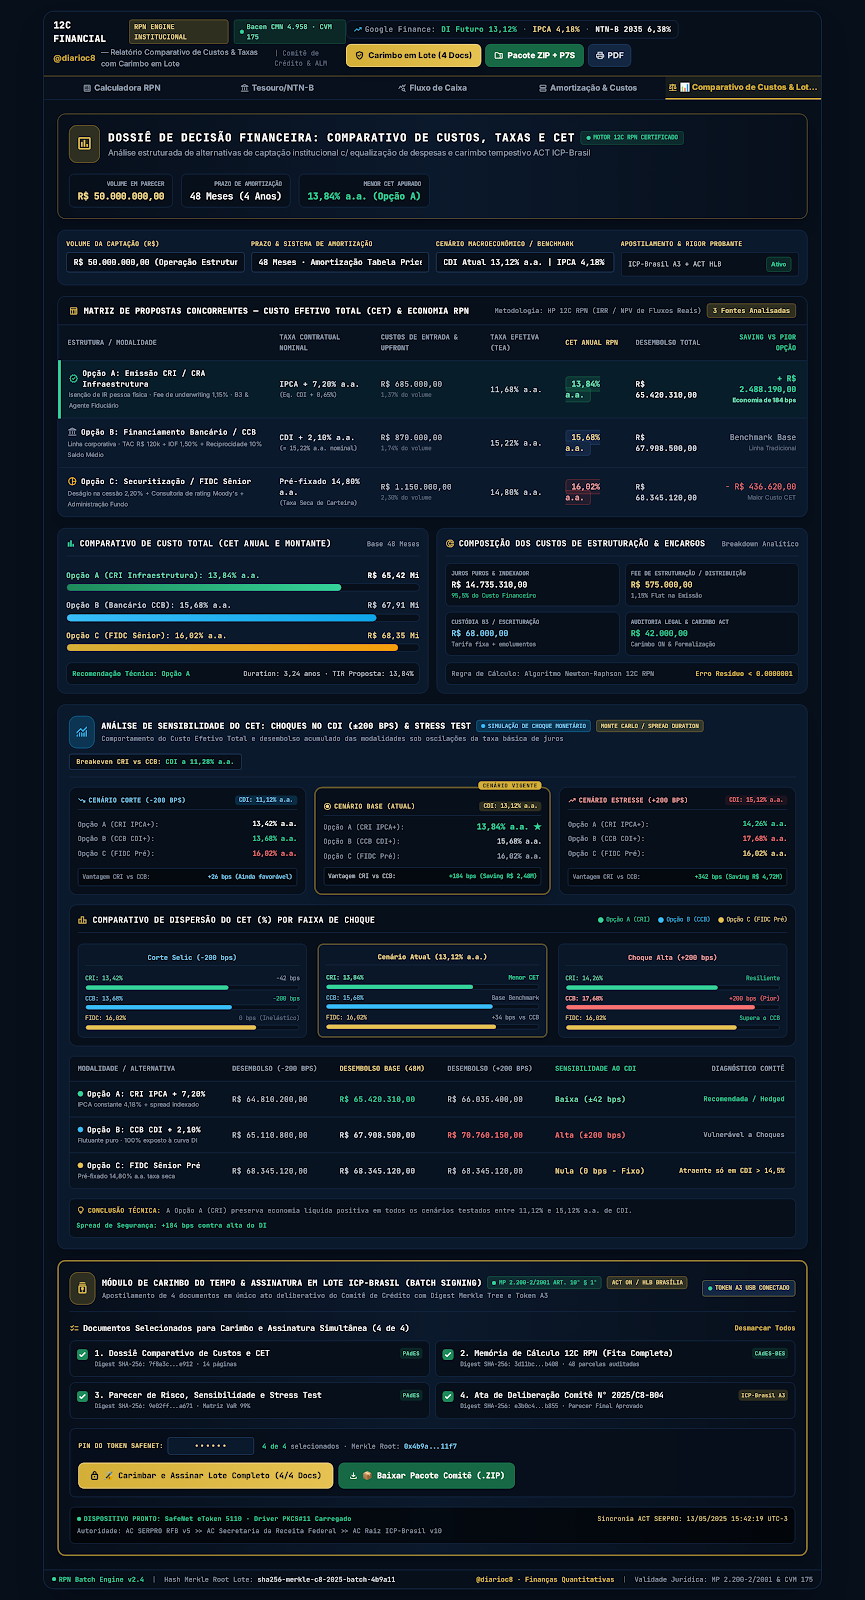 12C FINANCIAL
RPN ENGINE INSTITUCIONAL
Bacen CMN 4.958 · CVM 175
Google Finance: DI Futuro 13,12% · IPCA 4,18% · NTN-B 2035 6,38%
@diarioc8
— Relatório Comparativo de Custos & Taxas com Carimbo em Lote
| Comitê de Crédito & ALM
Carimbo em Lote (4 Docs)
Pacote ZIP + P7S
PDF
Calculadora RPN
Tesouro/NTN-B
Fluxo de Caixa
Amortização & Custos
📊 Comparativo de Custos & Lot...
DOSSIÊ DE DECISÃO FINANCEIRA: COMPARATIVO DE CUSTOS, TAXAS E CET
MOTOR 12C RPN CERTIFICADO
Análise estruturada de alternativas de captação institucional c/ equalização de despesas e carimbo tempestivo ACT ICP-Brasil
VOLUME EM PARECER
R$ 50.000.000,00
PRAZO DE AMORTIZAÇÃO
48 Meses (4 Anos)
MENOR CET APURADO
13,84% a.a. (Opção A)
VOLUME DA CAPTAÇÃO (R$)
R$ 50.000.000,00 (Operação Estrutur
PRAZO & SISTEMA DE AMORTIZAÇÃO
48 Meses · Amortização Tabela Price
CENÁRIO MACROECONÔMICO / BENCHMARK
CDI Atual 13,12% a.a. | IPCA 4,18%
APOSTILAMENTO & RIGOR PROBANTE
ICP-Brasil A3 + ACT HLB
Ativo
MATRIZ DE PROPOSTAS CONCORRENTES — CUSTO EFETIVO TOTAL (CET) & ECONOMIA RPN
Metodologia: HP 12C RPN (IRR / NPV de Fluxos Reais)
3 Fontes Analisadas
ESTRUTURA / MODALIDADE
TAXA CONTRATUAL NOMINAL
CUSTOS DE ENTRADA & UPFRONT
TAXA EFETIVA (TEA)
CET ANUAL RPN
DESEMBOLSO TOTAL
SAVING VS PIOR OPÇÃO
Opção A: Emissão CRI / CRA Infraestrutura
Isenção de IR pessoa física · Fee de underwriting 1,15% · B3 & Agente Fiduciário
IPCA + 7,20% a.a.
(Eq. CDI + 0,65%)
R$ 685.000,00
1,37% do volume
11,68% a.a.
13,84% a.a.
R$ 65.420.310,00
+ R$ 2.488.190,00
Economia de 184 bps
Opção B: Financiamento Bancário / CCB
Linha corporativa · TAC R$ 120k + IOF 1,50% + Reciprocidade 10% Saldo Médio
CDI + 2,10% a.a.
(≈ 15,22% a.a. nominal)
R$ 870.000,00
1,74% do volume
15,22% a.a.
15,68% a.a.
R$ 67.908.500,00
Benchmark Base
Linha Tradicional
Opção C: Securitização / FIDC Sênior
Deságio na cessão 2,20% + Consultoria de rating Moody's + Administração Fundo
Pré-fixado 14,80% a.a.
(Taxa Seca de Carteira)
R$ 1.150.000,00
2,30% do volume
14,80% a.a.
16,02% a.a.
R$ 68.345.120,00
- R$ 436.620,00
Maior Custo CET
COMPARATIVO DE CUSTO TOTAL (CET ANUAL E MONTANTE)
Base 48 Meses
Opção A (CRI Infraestrutura): 13,84% a.a.
R$ 65,42 Mi
Opção B (Bancário CCB): 15,68% a.a.
R$ 67,91 Mi
Opção C (FIDC Sênior): 16,02% a.a.
R$ 68,35 Mi
Recomendação Técnica: Opção A
Duration: 3,24 anos · TIR Proposta: 13,84%
COMPOSIÇÃO DOS CUSTOS DE ESTRUTURAÇÃO & ENCARGOS
Breakdown Analítico
JUROS PUROS & INDEXADOR
R$ 14.735.310,00
95,5% do Custo Financeiro
FEE DE ESTRUTURAÇÃO / DISTRIBUIÇÃO
R$ 575.000,00
1,15% Flat na Emissão
CUSTÓDIA B3 / ESCRITURAÇÃO
R$ 68.000,00
Tarifa fixa + emolumentos
AUDITORIA LEGAL & CARIMBO ACT
R$ 42.000,00
Carimbo ON & Formalização
Regra de Cálculo: Algoritmo Newton-Raphson 12C RPN
Erro Resíduo < 0.0000001
ANÁLISE DE SENSIBILIDADE DO CET: CHOQUES NO CDI (±200 BPS) & STRESS TEST
SIMULAÇÃO DE CHOQUE MONETÁRIO
MONTE CARLO / SPREAD DURATION
Comportamento do Custo Efetivo Total e desembolso acumulado das modalidades sob oscilações da taxa básica de juros
Breakeven CRI vs CCB: CDI a 11,28% a.a.
CENÁRIO CORTE (-200 BPS)
CDI: 11,12% a.a.
Opção A (CRI IPCA+): 13,42% a.a.
Opção B (CCB CDI+): 13,68% a.a.
Opção C (FIDC Pré): 16,02% a.a.
Vantagem CRI vs CCB: +26 bps (Ainda favorável)
CENÁRIO VIGENTE
CENÁRIO BASE (ATUAL)
CDI: 13,12% a.a.
Opção A (CRI IPCA+): 13,84% a.a. ★
Opção B (CCB CDI+): 15,68% a.a.
Opção C (FIDC Pré): 16,02% a.a.
Vantagem CRI vs CCB: +184 bps (Saving R$ 2,48M)
CENÁRIO ESTRESSE (+200 BPS)
CDI: 15,12% a.a.
Opção A (CRI IPCA+): 14,26% a.a.
Opção B (CCB CDI+): 17,68% a.a.
Opção C (FIDC Pré): 16,02% a.a.
Vantagem CRI vs CCB: +342 bps (Saving R$ 4,72M)
COMPARATIVO DE DISPERSÃO DO CET (%) POR FAIXA DE CHOQUE
Opção A (CRI)
Opção B (CCB)
Opção C (FIDC Pré)
Corte Selic (-200 bps)
CRI: 13,42% -42 bps
CCB: 13,68% -200 bps
FIDC: 16,02% 0 bps (Inelástico)
Cenário Atual (13,12% a.a.)
CRI: 13,84% Menor CET
CCB: 15,68% Base Benchmark
FIDC: 16,02% +34 bps vs CCB
Choque Alta (+200 bps)
CRI: 14,26% Resiliente
CCB: 17,68% +200 bps (Pior)
FIDC: 16,02% Supera o CCB
MODALIDADE / ALTERNATIVA
DESEMBOLSO (-200 BPS)
DESEMBOLSO BASE (48M)
DESEMBOLSO (+200 BPS)
SENSIBILIDADE AO CDI
DIAGNÓSTICO COMITÊ
Opção A: CRI IPCA + 7,20%
IPCA constante 4,18% + spread indexado
R$ 64.810.200,00
R$ 65.420.310,00
R$ 66.035.400,00
Baixa (±42 bps)
Recomendada / Hedged
Opção B: CCB CDI + 2,10%
Flutuante puro · 100% exposto à curva DI
R$ 65.110.800,00
R$ 67.908.500,00
R$ 70.760.150,00
Alta (±200 bps)
Vulnerável a Choques
Opção C: FIDC Sênior Pré
Pré-fixado 14,80% a.a. taxa seca
R$ 68.345.120,00
R$ 68.345.120,00
R$ 68.345.120,00
Nula (0 bps - Fixo)
Atraente só em CDI > 14,5%
CONCLUSÃO TÉCNICA: A Opção A (CRI) preserva economia líquida positiva em todos os cenários testados entre 11,12% e 15,12% a.a. de CDI.
Spread de Segurança: +184 bps contra alta do DI
MÓDULO DE CARIMBO DO TEMPO & ASSINATURA EM LOTE ICP-BRASIL (BATCH SIGNING)
MP 2.200-2/2001 ART. 10º § 1º
ACT ON / HLB BRASÍLIA
TOKEN A3 USB CONECTADO
Apostilamento de 4 documentos em único ato deliberativo do Comitê de Crédito com Digest Merkle Tree e Token A3
Documentos Selecionados para Carimbo e Assinatura Simultânea (4 de 4)
Desmarcar Todos
1. Dossiê Comparativo de Custos e CET
Digest SHA-256: 7f8a3c...e912 · 14 páginas
PAdES
2. Memória de Cálculo 12C RPN (Fita Completa)
Digest SHA-256: 3d11bc...b408 · 48 parcelas auditadas
CAdES-BES
3. Parecer de Risco, Sensibilidade e Stress Test
Digest SHA-256: 9e02ff...a671 · Matriz VaR 99%
PAdES
4. Ata de Deliberação Comitê Nº 2025/C8-B04
Digest SHA-256: e3b0c4...b855 · Parecer Final Aprovado
ICP-Brasil A3
PIN DO TOKEN SAFENET:
••••••
4 de 4 selecionados · Merkle Root: 0x4b9a...11f7
Carimbar e Assinar Lote Completo (4/4 Docs)
📦 Baixar Pacote Comitê (.ZIP)
DISPOSITIVO PRONTO: SafeNet eToken 5110 · Driver PKCS#11 Carregado
Sincronia ACT SERPRO: 13/05/2025 15:42:19 UTC-3
Autoridade: AC SERPRO RFB v5 >> AC Secretaria da Receita Federal >> AC Raiz ICP-Brasil v10
RPN Batch Engine v2.4 | Hash Merkle Root Lote: sha256-merkle-c8-2025-batch-4b9a11
@diarioc8 · Finanças Quantitativas | Validade Jurídica: MP 2.200-2/2001 & CVM 175